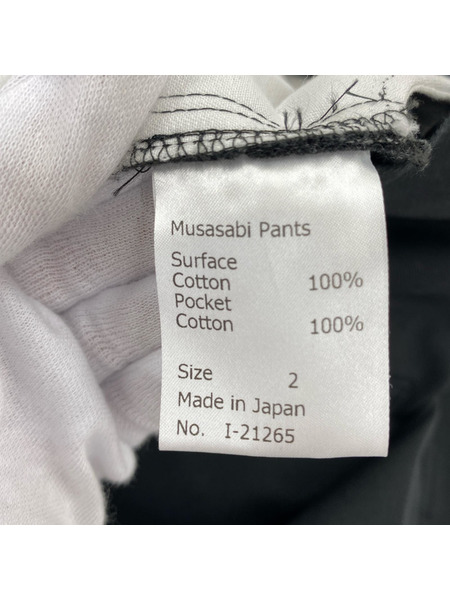 Musasabi Pants
Surface
Cotton 100%
Pocket
Cotton 100%
Size 2
Made in Japan
No. I-21265